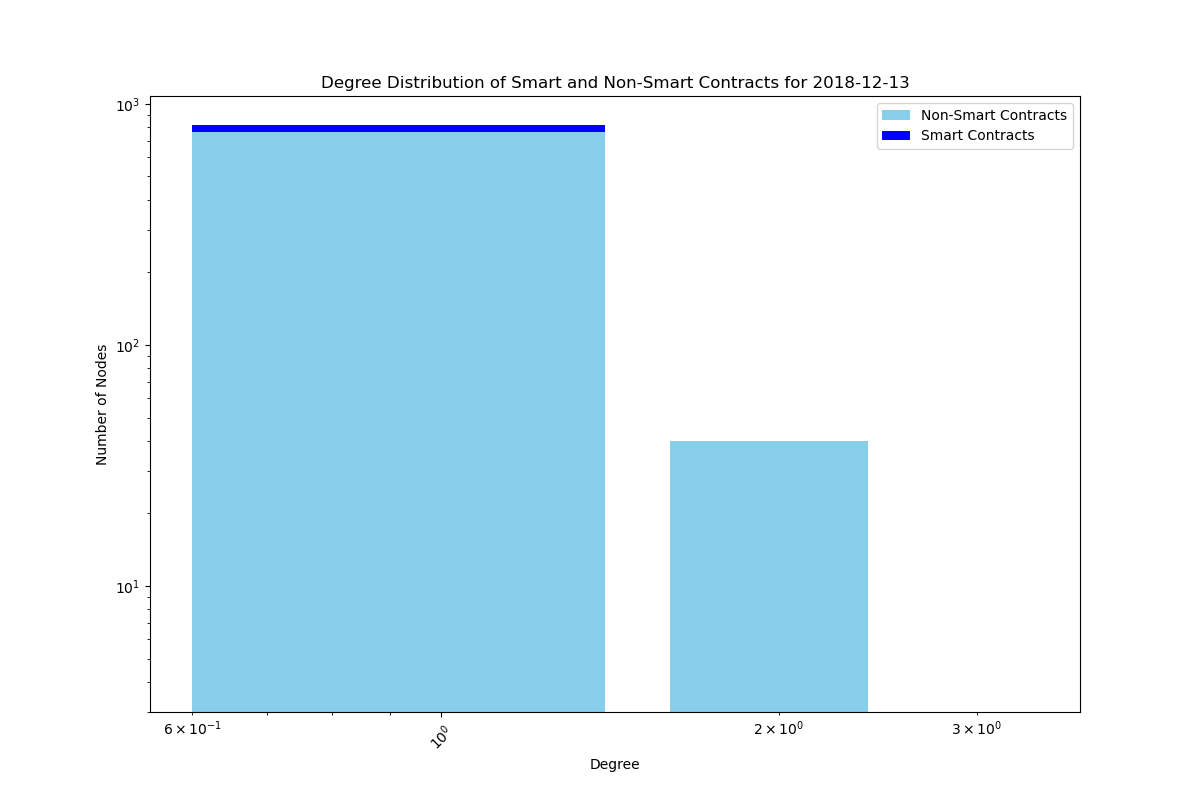 Degree Distribution of Smart and Non-Smart Contracts for 2018-12-13
Non-Smart Contracts
Smart Contracts
Number of Nodes
10³
10²
10¹
6 × 10⁻¹
10⁰
2 × 10⁰
3 × 10⁰
Degree